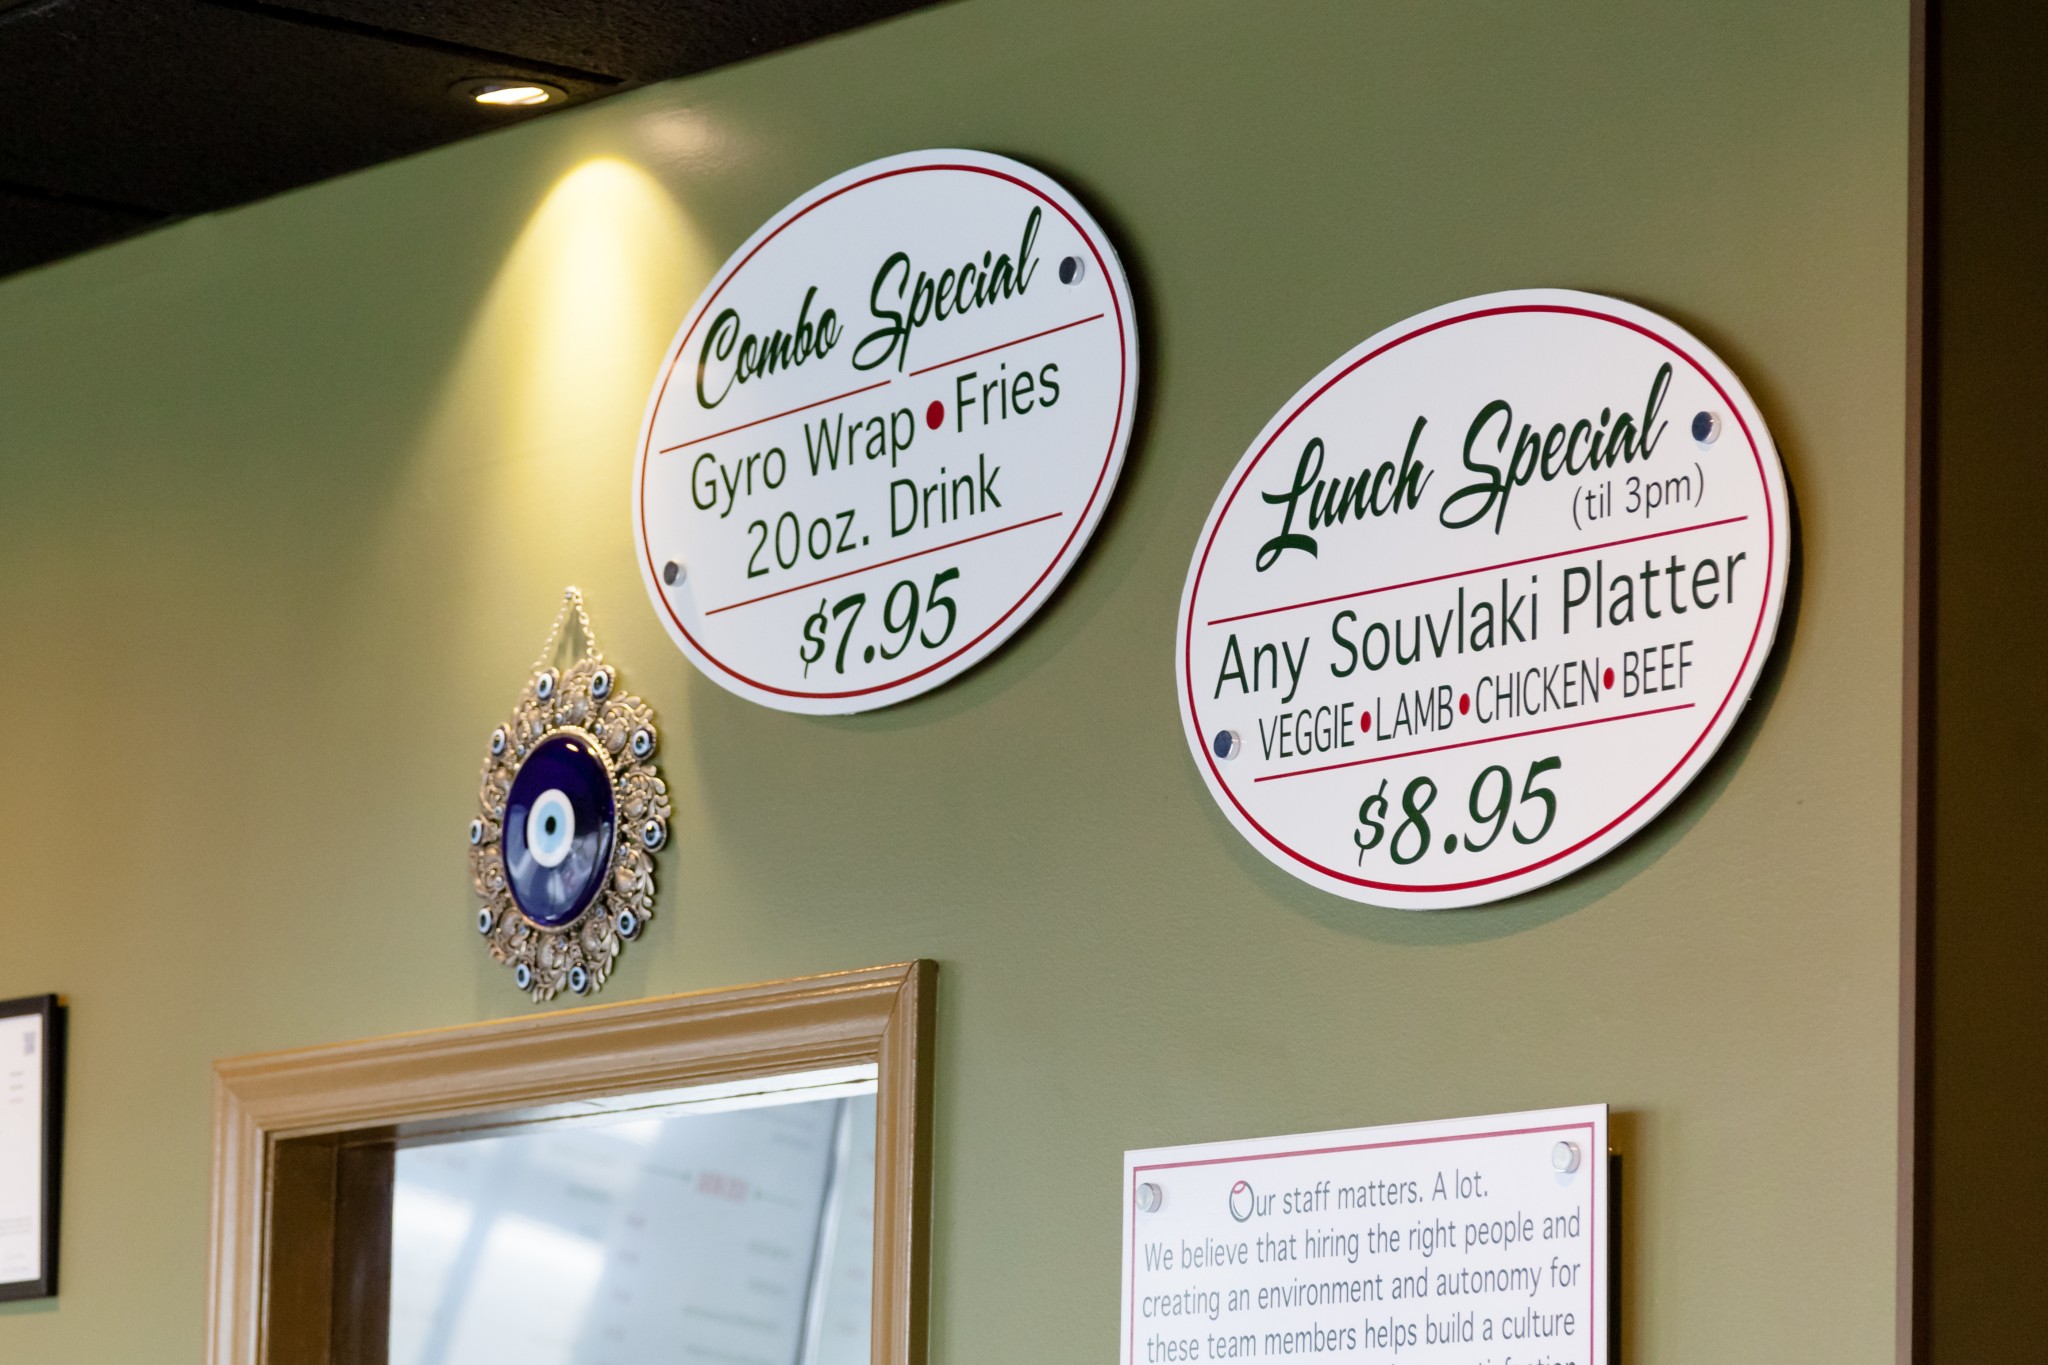 Combo Special
Gyro Wrap • Fries
20oz. Drink
$7.95
Lunch Special
(til 3pm)
Any Souvlaki Platter
VEGGIE • LAMB • CHICKEN • BEEF
$8.95
Our staff matters. A lot.
We believe that hiring the right people and
creating an environment and autonomy for
these team members helps build a culture